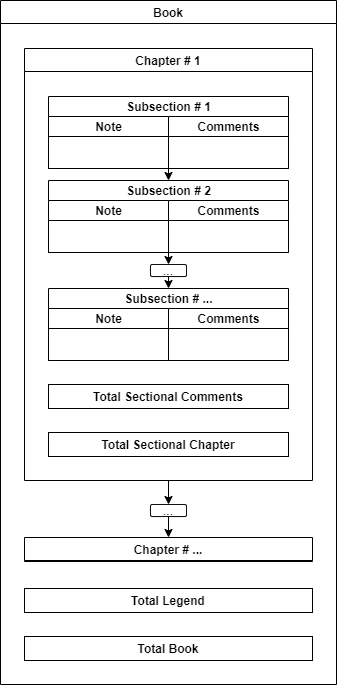 Book
Chapter # 1
Subsection # 1
Note Comments
Subsection # 2
Note Comments
...
Subsection # ...
Note Comments
Total Sectional Comments
Total Sectional Chapter
...
Chapter # ...
Total Legend
Total Book